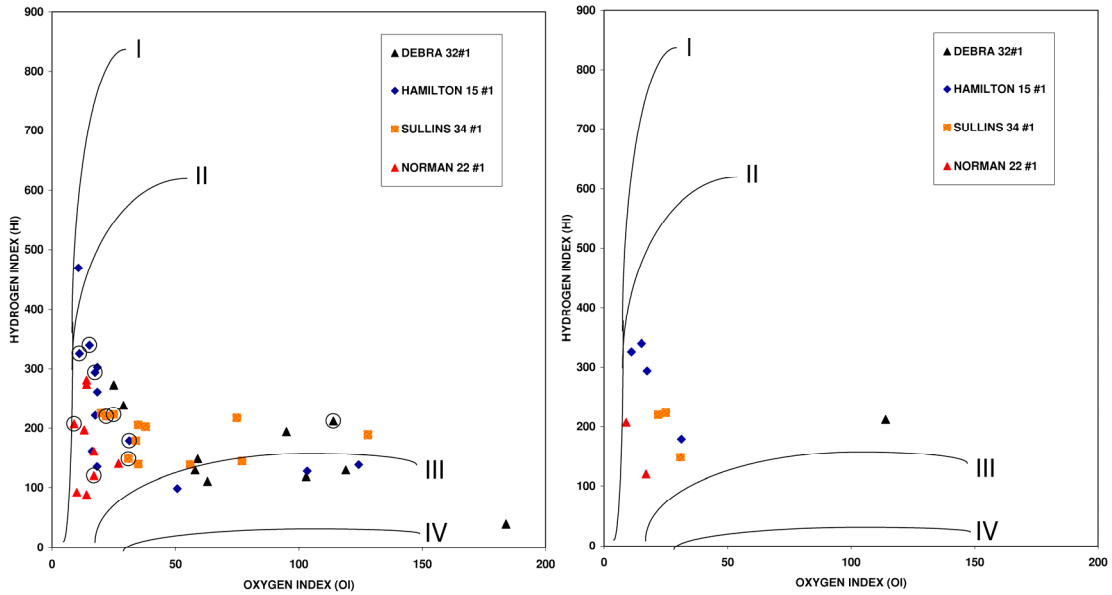 900
800
700
600
500
400
300
200
100
0
HYDROGEN INDEX (HI)
I
II
III
IV
DEBRA 32#1
HAMILTON 15 #1
SULLINS 34 #1
NORMAN 22 #1
0
50
100
150
200
OXYGEN INDEX (OI)
900
800
700
600
500
400
300
200
100
0
HYDROGEN INDEX (HI)
I
II
III
IV
DEBRA 32#1
HAMILTON 15 #1
SULLINS 34 #1
NORMAN 22 #1
0
50
100
150
200
OXYGEN INDEX (OI)